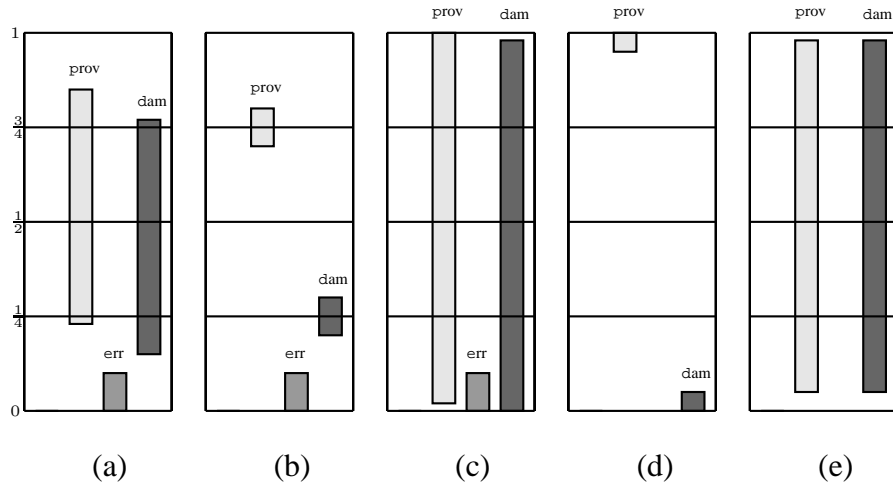 prov dam prov
1 prov dam
prov
dam
prov
3/4
dam
1/2
1/4
err err err
dam
0
(a) (b) (c) (d) (e)